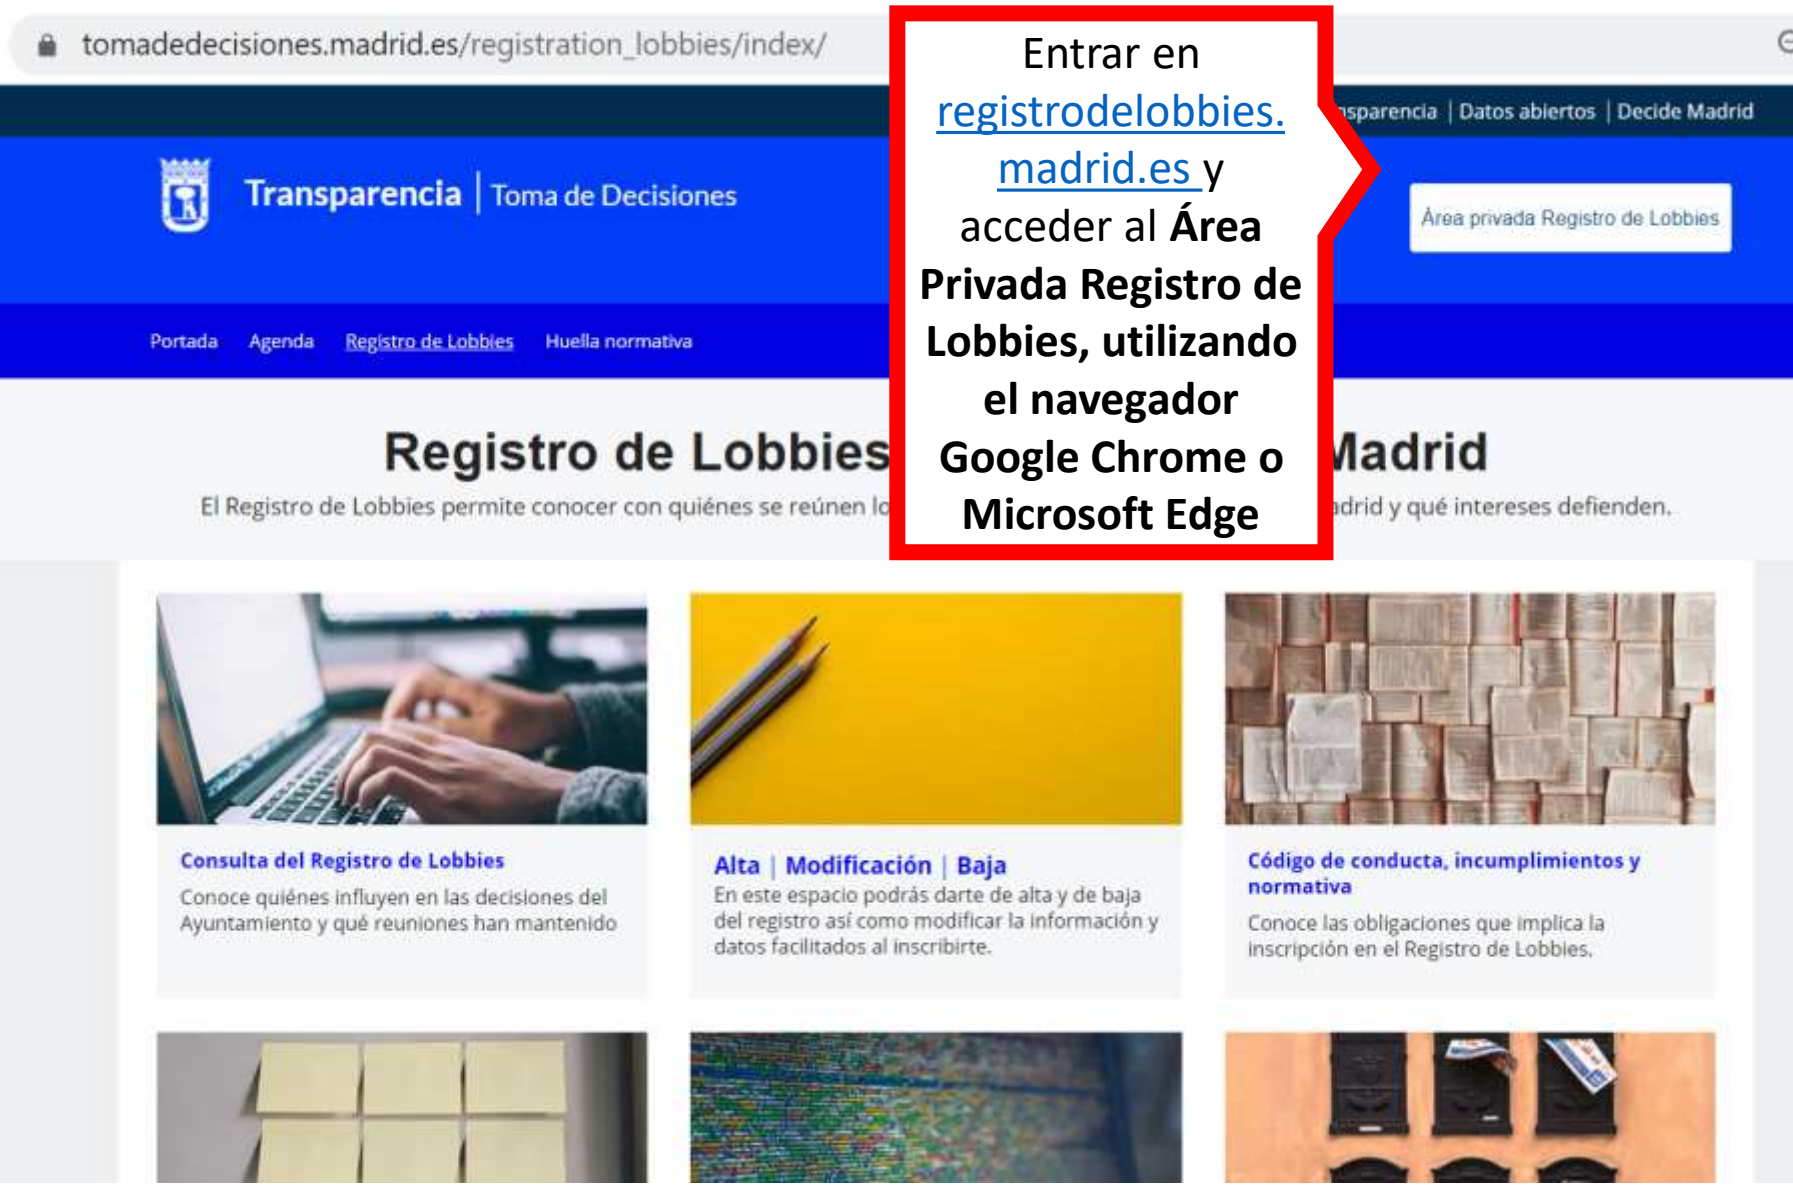 tomadedecisiones.madrid.es/registration_lobbies/index/
Entrar en
registrodelobbies.
madrid.es y
acceder al Área
Privada Registro de
Lobbies, utilizando
el navegador
Google Chrome o
Microsoft Edge
| Datos abiertos | Decide Madrid
Transparencia | Toma de Decisiones
Área privada Registro de Lobbies
Portada Agenda Registro de Lobbies Huella normativa
Registro de Lobbies Madrid
El Registro de Lobbies permite conocer con quiénes se reúnen y qué intereses defienden.
Consulta del Registro de Lobbies
Conoce quiénes influyen en las decisiones del
Ayuntamiento y qué reuniones han mantenido
Alta | Modificación | Baja
En este espacio podrás darte de alta y de baja
del registro así como modificar la información y
datos facilitados al inscribirte.
Código de conducta, incumplimientos y
normativa
Conoce las obligaciones que implica la
inscripción en el Registro de Lobbies.